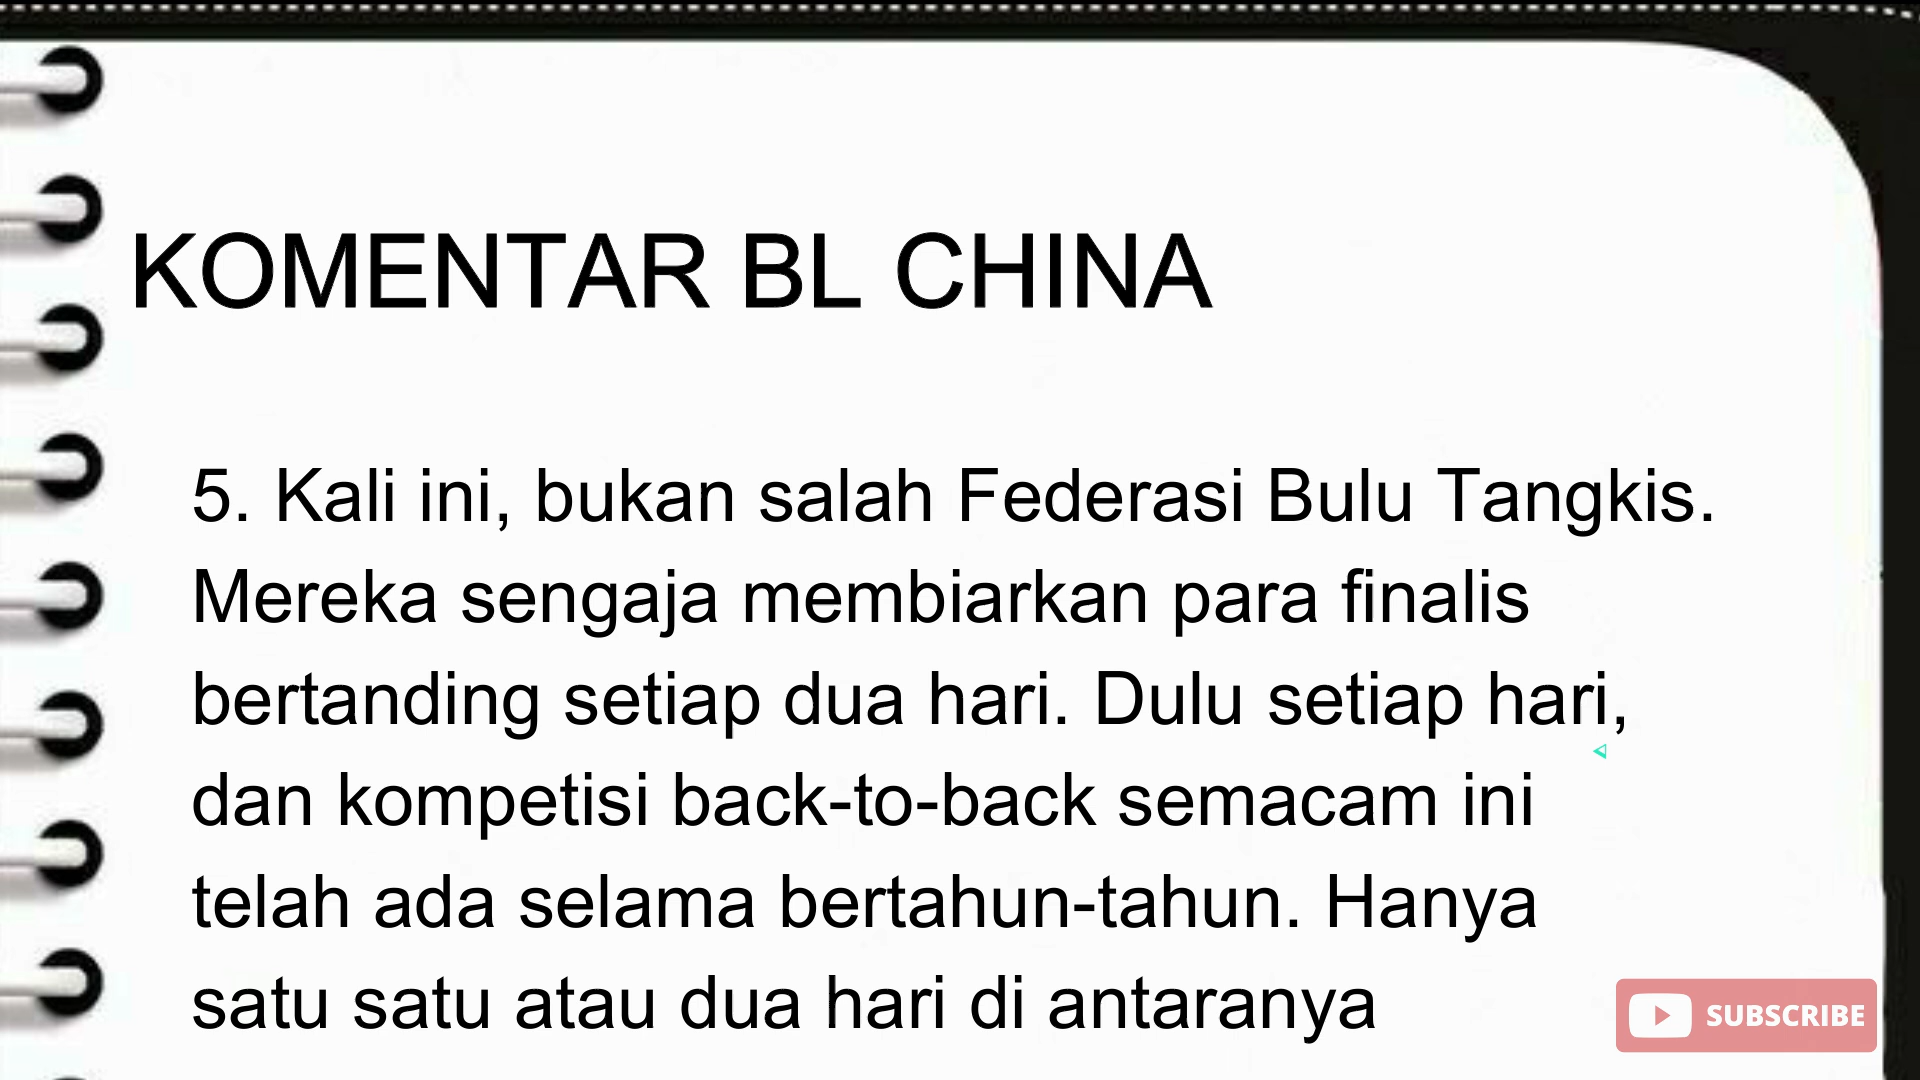 KOMENTAR BL CHINA
5. Kali ini, bukan salah Federasi Bulu Tangkis.
Mereka sengaja membiarkan para finalis
bertanding setiap dua hari. Dulu setiap hari,
dan kompetisi back-to-back semacam ini
telah ada selama bertahun-tahun. Hanya
satu satu atau dua hari di antaranya
SUBSCRIBE